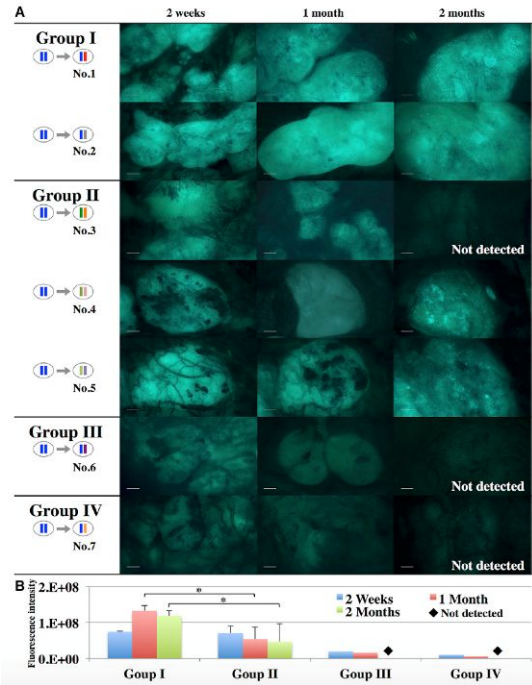 A
2 weeks 1 month 2 months
Group I
No.1
No.2
Group II
No.3
Not detected
No.4
No.5
Group III
No.6
Not detected
Group IV
No.7
Not detected
B
Fluorescence intensity
2.E+08
1.E+08
0.E+00
* *
2 Weeks 1 Month
2 Months Not detected
Goup I Goup II Goup III Goup IV